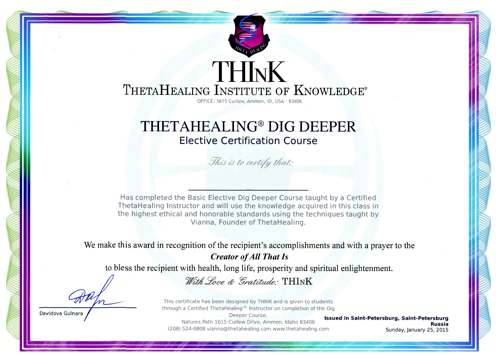 THETA HEALING
THInK
THETAHEALING INSTITUTE OF KNOWLEDGE®
OFFICE: 1615 Curlew, Ammon, ID, USA - 83406
THETAHEALING® DIG DEEPER
Elective Certification Course
This is to certify that:
Has completed the Basic Elective Dig Deeper Course taught by a Certified
ThetaHealing Instructor and will use the knowledge acquired in this class in
the highest ethical and honorable standards using the techniques taught by
Vianna, Founder of ThetaHealing.
We make this award in recognition of the recipient's accomplishments and with a prayer to the
Creator of All That Is
to bless the recipient with health, long life, prosperity and spiritual enlightenment.
With Love & Gratitude: THInK
Davidova Gulnara
This certificate has been designed by THINK and is given to students
through a Certified ThetaHealing™ Instructor on completion of the Dig
Deeper Course.
Natures Path 1615 Curlew Drive, Ammon, Idaho 83406
(208) 524-0808 vianna@thetahealing.com www.thetahealing.com
Issued in Saint-Petersburg, Saint-Petersburg
Russia
Sunday, January 25, 2015